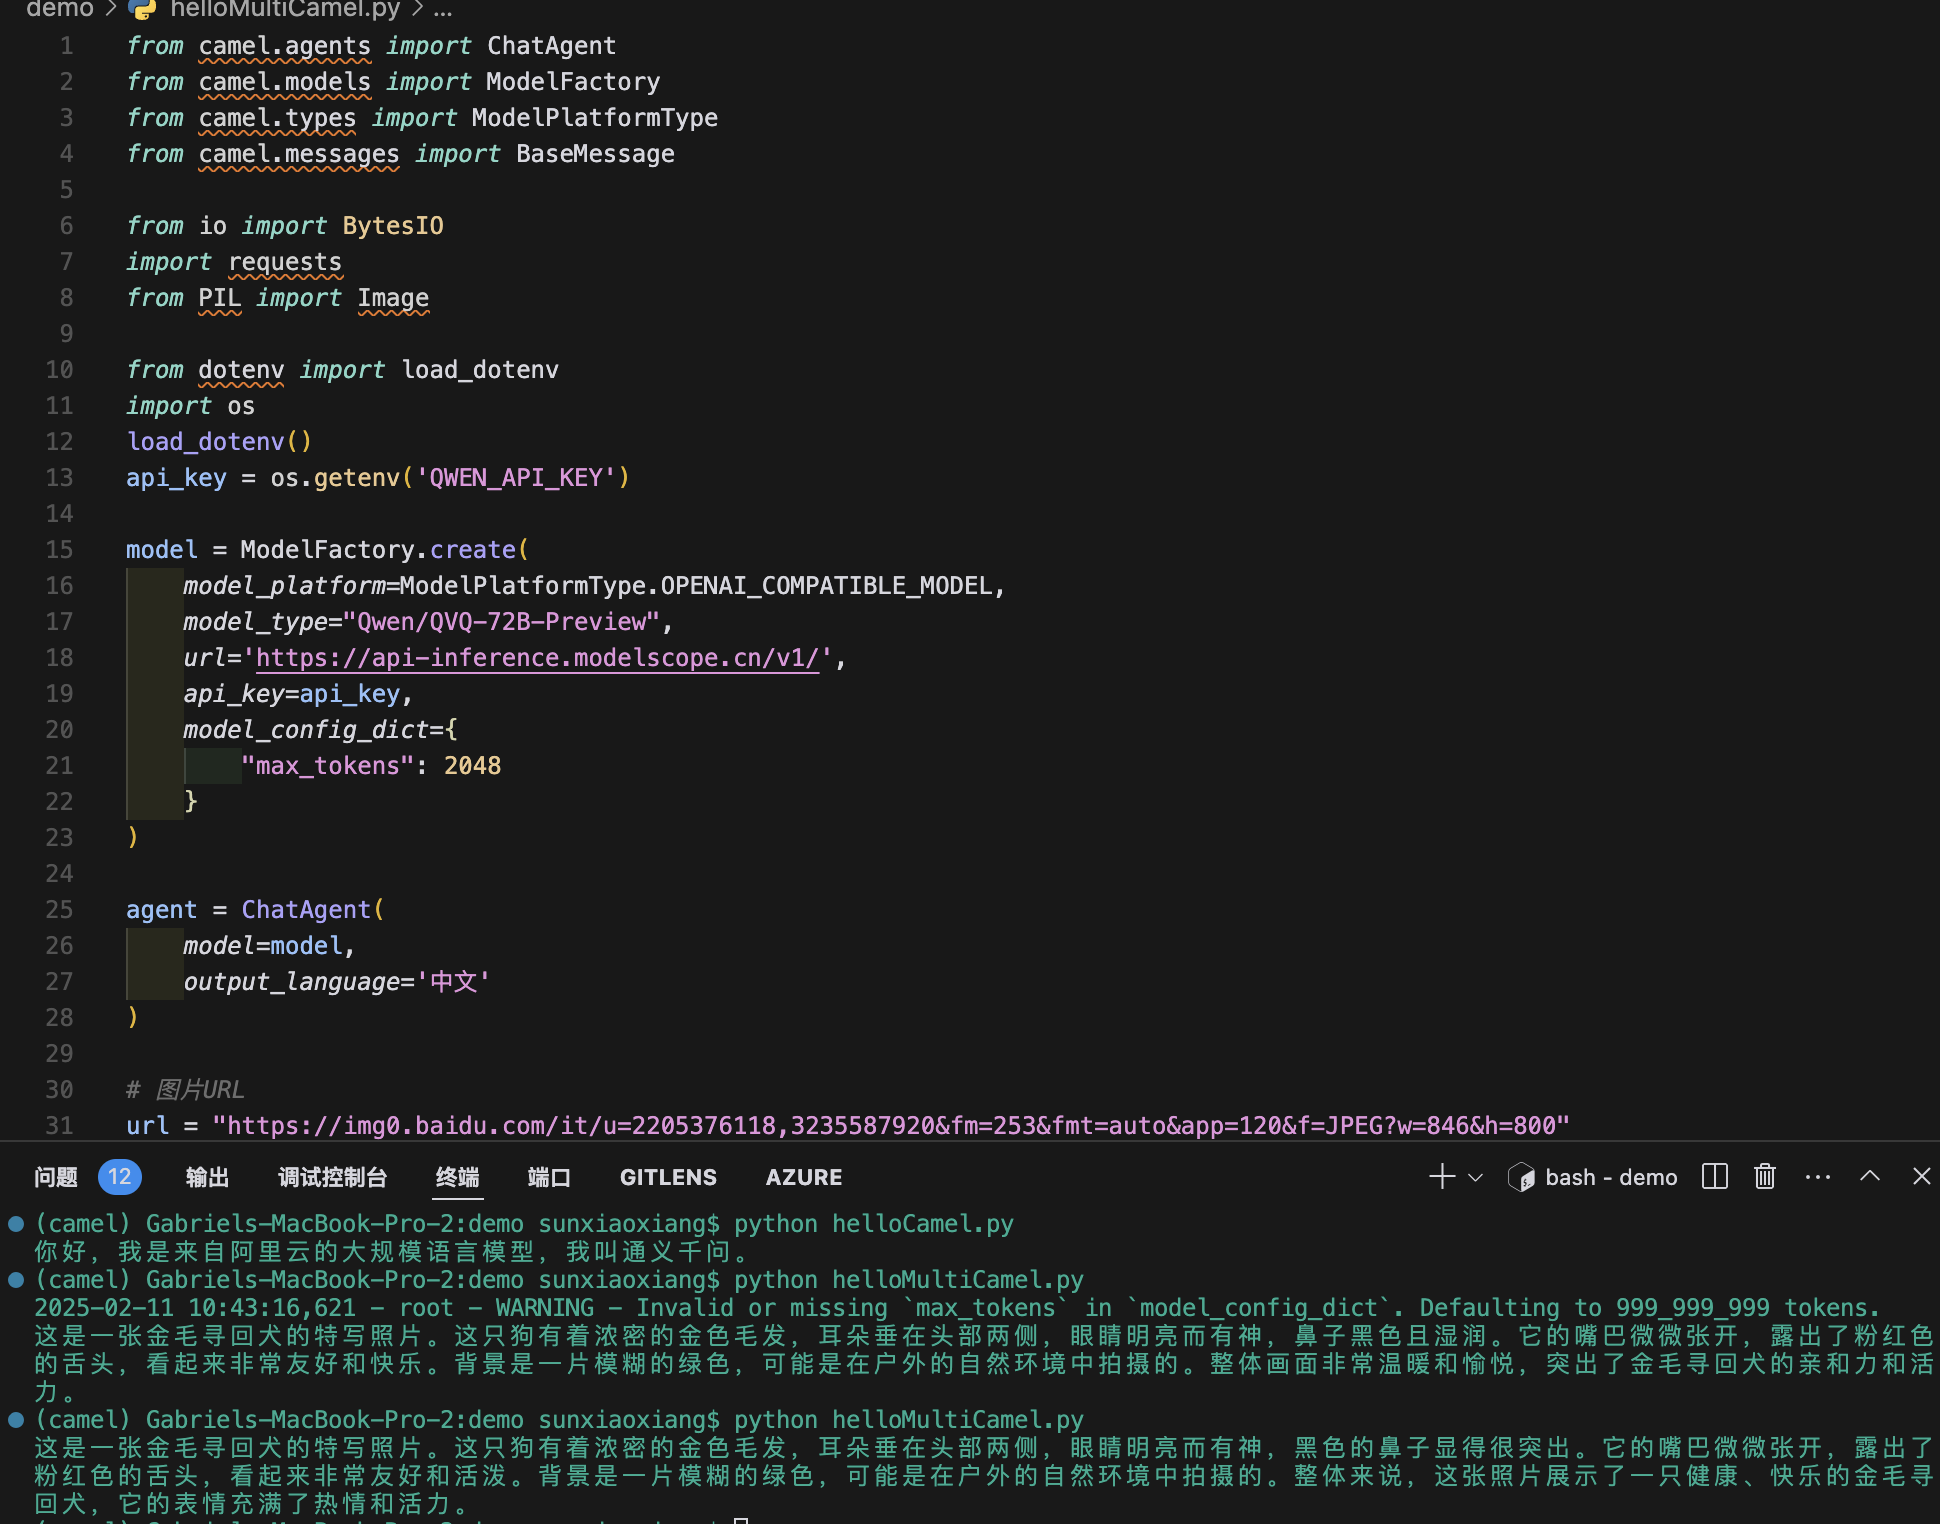 demo > helloMultiCamel.py > ...
1 from camel.agents import ChatAgent
2 from camel.models import ModelFactory
3 from camel.types import ModelPlatformType
4 from camel.messages import BaseMessage
5
6 from io import BytesIO
7 import requests
8 from PIL import Image
9
10 from dotenv import load_dotenv
11 import os
12 load_dotenv()
13 api_key = os.getenv('QWEN_API_KEY')
14
15 model = ModelFactory.create(
16     model_platform=ModelPlatformType.OPENAI_COMPATIBLE_MODEL,
17     model_type="Qwen/QVQ-72B-Preview",
18     url='https://api-inference.modelscope.cn/v1/',
19     api_key=api_key,
20     model_config_dict={
21         "max_tokens": 2048
22     }
23 )
24
25 agent = ChatAgent(
26     model=model,
27     output_language='中文'
28 )
29
30 # 图片URL
31 url = "https://img0.baidu.com/it/u=2205376118,3235587920&fm=253&fmt=auto&app=120&f=JPEG?w=846&h=800"
问题 12 输出 调试控制台 终端 端口 GITLENS AZURE bash - demo
(camel) Gabriels-MacBook-Pro-2:demo sunxiaoxiang$ python helloCamel.py
你好，我是来自阿里云的大规模语言模型，我叫通义千问。
(camel) Gabriels-MacBook-Pro-2:demo sunxiaoxiang$ python helloMultiCamel.py
2025-02-11 10:43:16,621 - root - WARNING - Invalid or missing `max_tokens` in `model_config_dict`. Defaulting to 999_999_999 tokens.
这是一张金毛寻回犬的特写照片。这只狗有着浓密的金色毛发，耳朵垂在头部两侧，眼睛明亮而有神，鼻子黑色且湿润。它的嘴巴微微张开，露出了粉红色
的舌头，看起来非常友好和快乐。背景是一片模糊的绿色，可能是在户外的自然环境中拍摄的。整体画面非常温暖和愉悦，突出了金毛寻回犬的亲和力和活
力。
(camel) Gabriels-MacBook-Pro-2:demo sunxiaoxiang$ python helloMultiCamel.py
这是一张金毛寻回犬的特写照片。这只狗有着浓密的金色毛发，耳朵垂在头部两侧，眼睛明亮而有神，黑色的鼻子显得很突出。它的嘴巴微微张开，露出了
粉红色的舌头，看起来非常友好和活泼。背景是一片模糊的绿色，可能是在户外的自然环境中拍摄的。整体来说，这张照片展示了一只健康、快乐的金毛寻
回犬，它的表情充满了热情和活力。